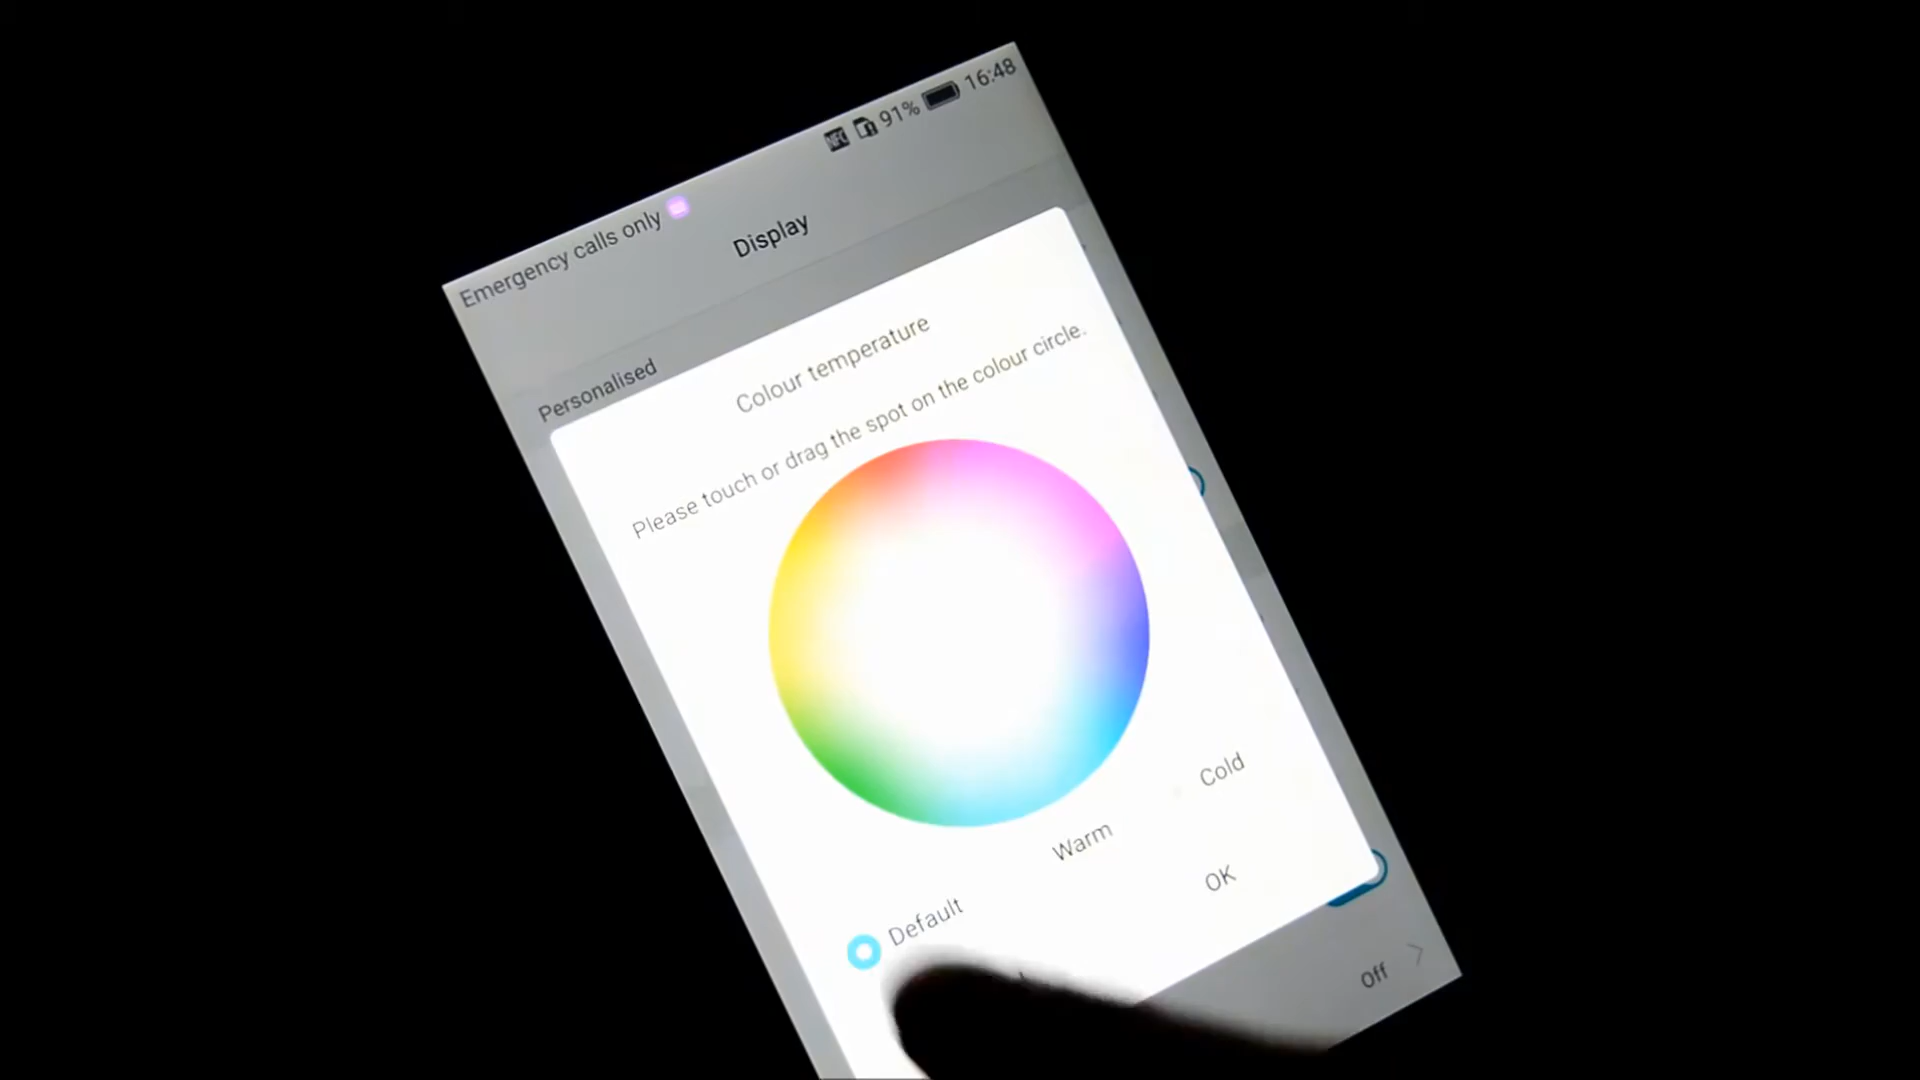 Emergency calls only
NFC 91% 16:48
Display
Personalised
Colour temperature
Please touch or drag the spot on the colour circle.
Default Warm Cold
OK
Off